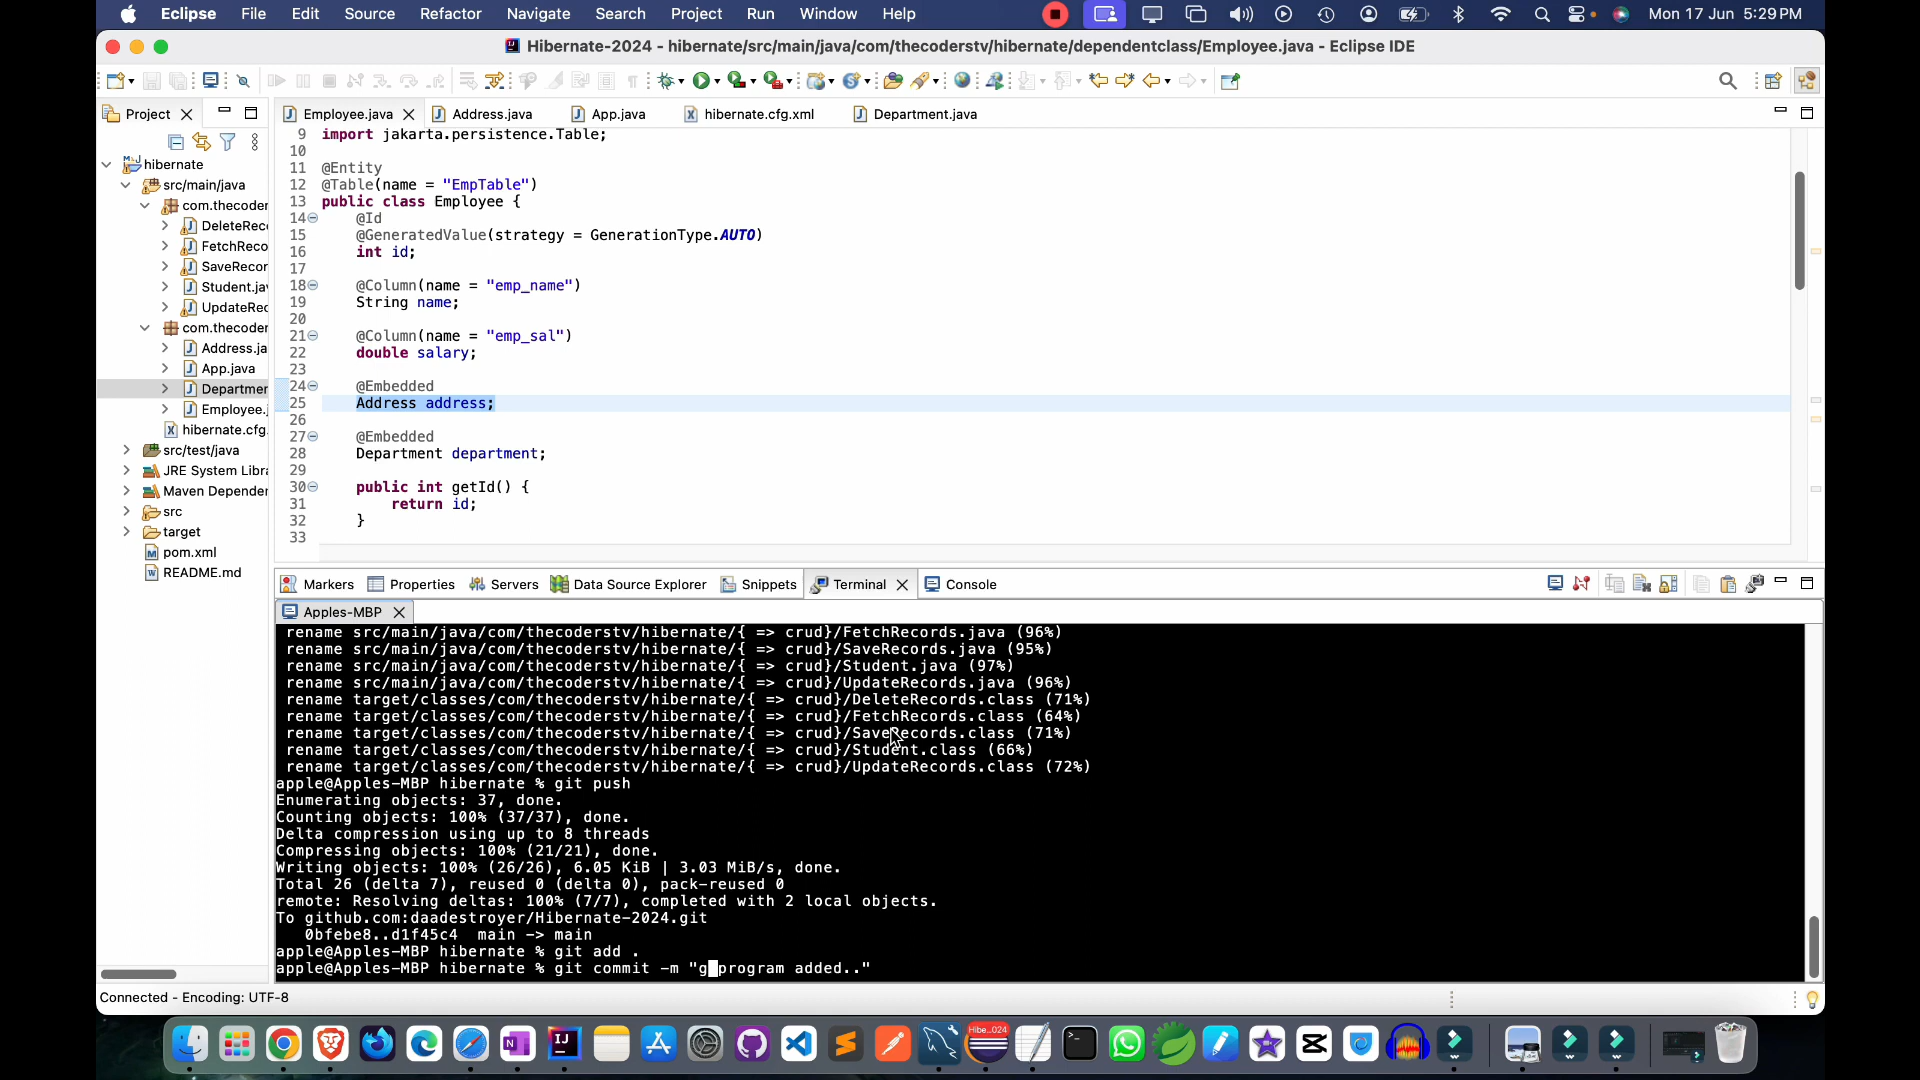 Eclipse File Edit Source Refactor Navigate Search Project Run Window Help Mon 17 Jun 5:29 PM
Hibernate-2024 - hibernate/src/main/java/com/thecoderstv/hibernate/dependentclass/Employee.java - Eclipse IDE
Project
Employee.java Address.java App.java hibernate.cfg.xml Department.java
hibernate
src/main/java
com.thecoder
DeleteReco
FetchReco
SaveRecor
Student.ja
UpdateRec
com.thecoder
Address.ja
App.java
Departmer
Employee.j
hibernate.cfg.
src/test/java
JRE System Libra
Maven Depender
src
target
pom.xml
README.md
9 import jakarta.persistence.Table;
10
11 @Entity
12 @Table(name = "EmpTable")
13 public class Employee {
14 @Id
15 @GeneratedValue(strategy = GenerationType.AUTO)
16 int id;
17
18 @Column(name = "emp_name")
19 String name;
20
21 @Column(name = "emp_sal")
22 double salary;
23
24 @Embedded
25 Address address;
26
27 @Embedded
28 Department department;
29
30 public int getId() {
31 return id;
32 }
33
Markers Properties Servers Data Source Explorer Snippets Terminal Console
Apples-MBP
rename src/main/java/com/thecoderstv/hibernate/{ => crud}/FetchRecords.java (96%)
rename src/main/java/com/thecoderstv/hibernate/{ => crud}/SaveRecords.java (95%)
rename src/main/java/com/thecoderstv/hibernate/{ => crud}/Student.java (97%)
rename src/main/java/com/thecoderstv/hibernate/{ => crud}/UpdateRecords.java (96%)
rename target/classes/com/thecoderstv/hibernate/{ => crud}/DeleteRecords.class (71%)
rename target/classes/com/thecoderstv/hibernate/{ => crud}/FetchRecords.class (64%)
rename target/classes/com/thecoderstv/hibernate/{ => crud}/SaveRecords.class (71%)
rename target/classes/com/thecoderstv/hibernate/{ => crud}/Student.class (66%)
rename target/classes/com/thecoderstv/hibernate/{ => crud}/UpdateRecords.class (72%)
apple@Apples-MBP hibernate % git push
Enumerating objects: 37, done.
Counting objects: 100% (37/37), done.
Delta compression using up to 8 threads
Compressing objects: 100% (21/21), done.
Writing objects: 100% (26/26), 6.05 KiB | 3.03 MiB/s, done.
Total 26 (delta 7), reused 0 (delta 0), pack-reused 0
remote: Resolving deltas: 100% (7/7), completed with 2 local objects.
To github.com:daadestroyer/Hibernate-2024.git
0bfebe8..d1f45c4 main -> main
apple@Apples-MBP hibernate % git add .
apple@Apples-MBP hibernate % git commit -m "g program added.."
Connected - Encoding: UTF-8
Hibe...024